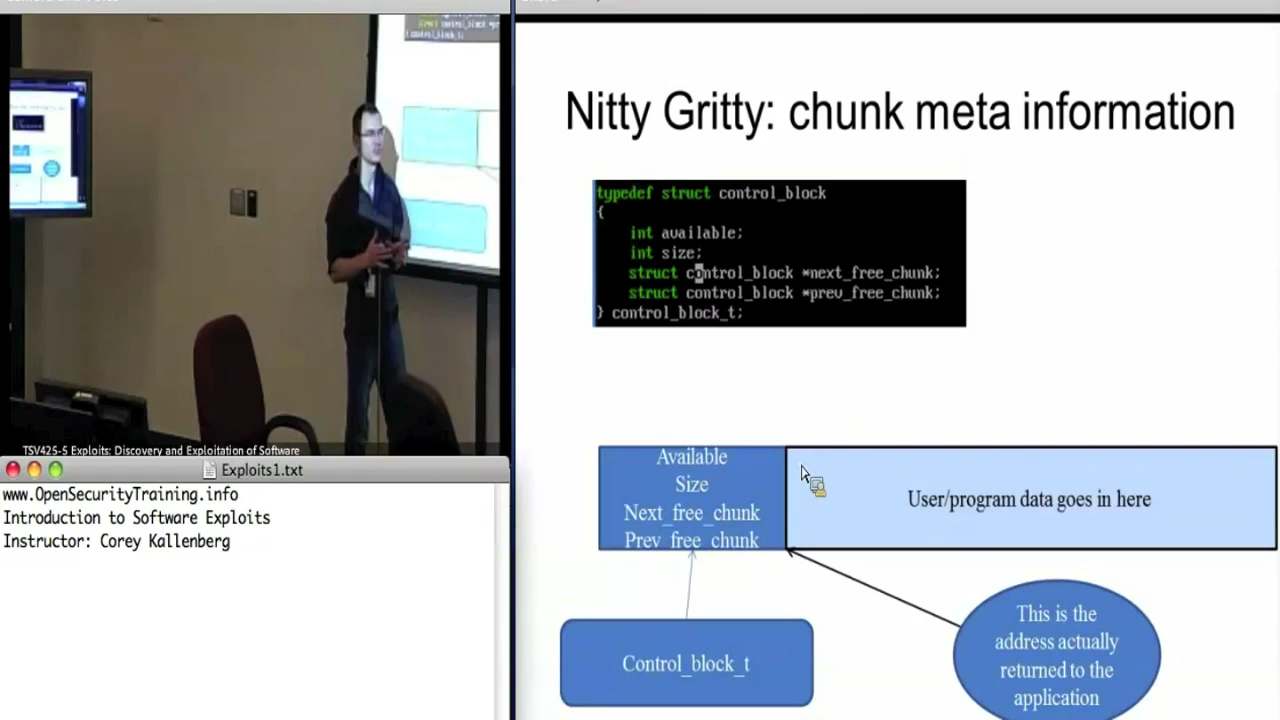 Nitty Gritty: chunk meta information
typedef struct control_block
{
int available;
int size;
struct control_block *next_free_chunk;
struct control_block *prev_free_chunk;
} control_block_t;
TSV425-5 Exploits: Discovery and Exploitation of Software
Exploits1.txt
www.OpenSecurityTraining.info
Introduction to Software Exploits
Instructor: Corey Kallenberg
Available
Size
Next_free_chunk
Prev_free_chunk
User/program data goes in here
Control_block_t
This is the
address actually
returned to the
application